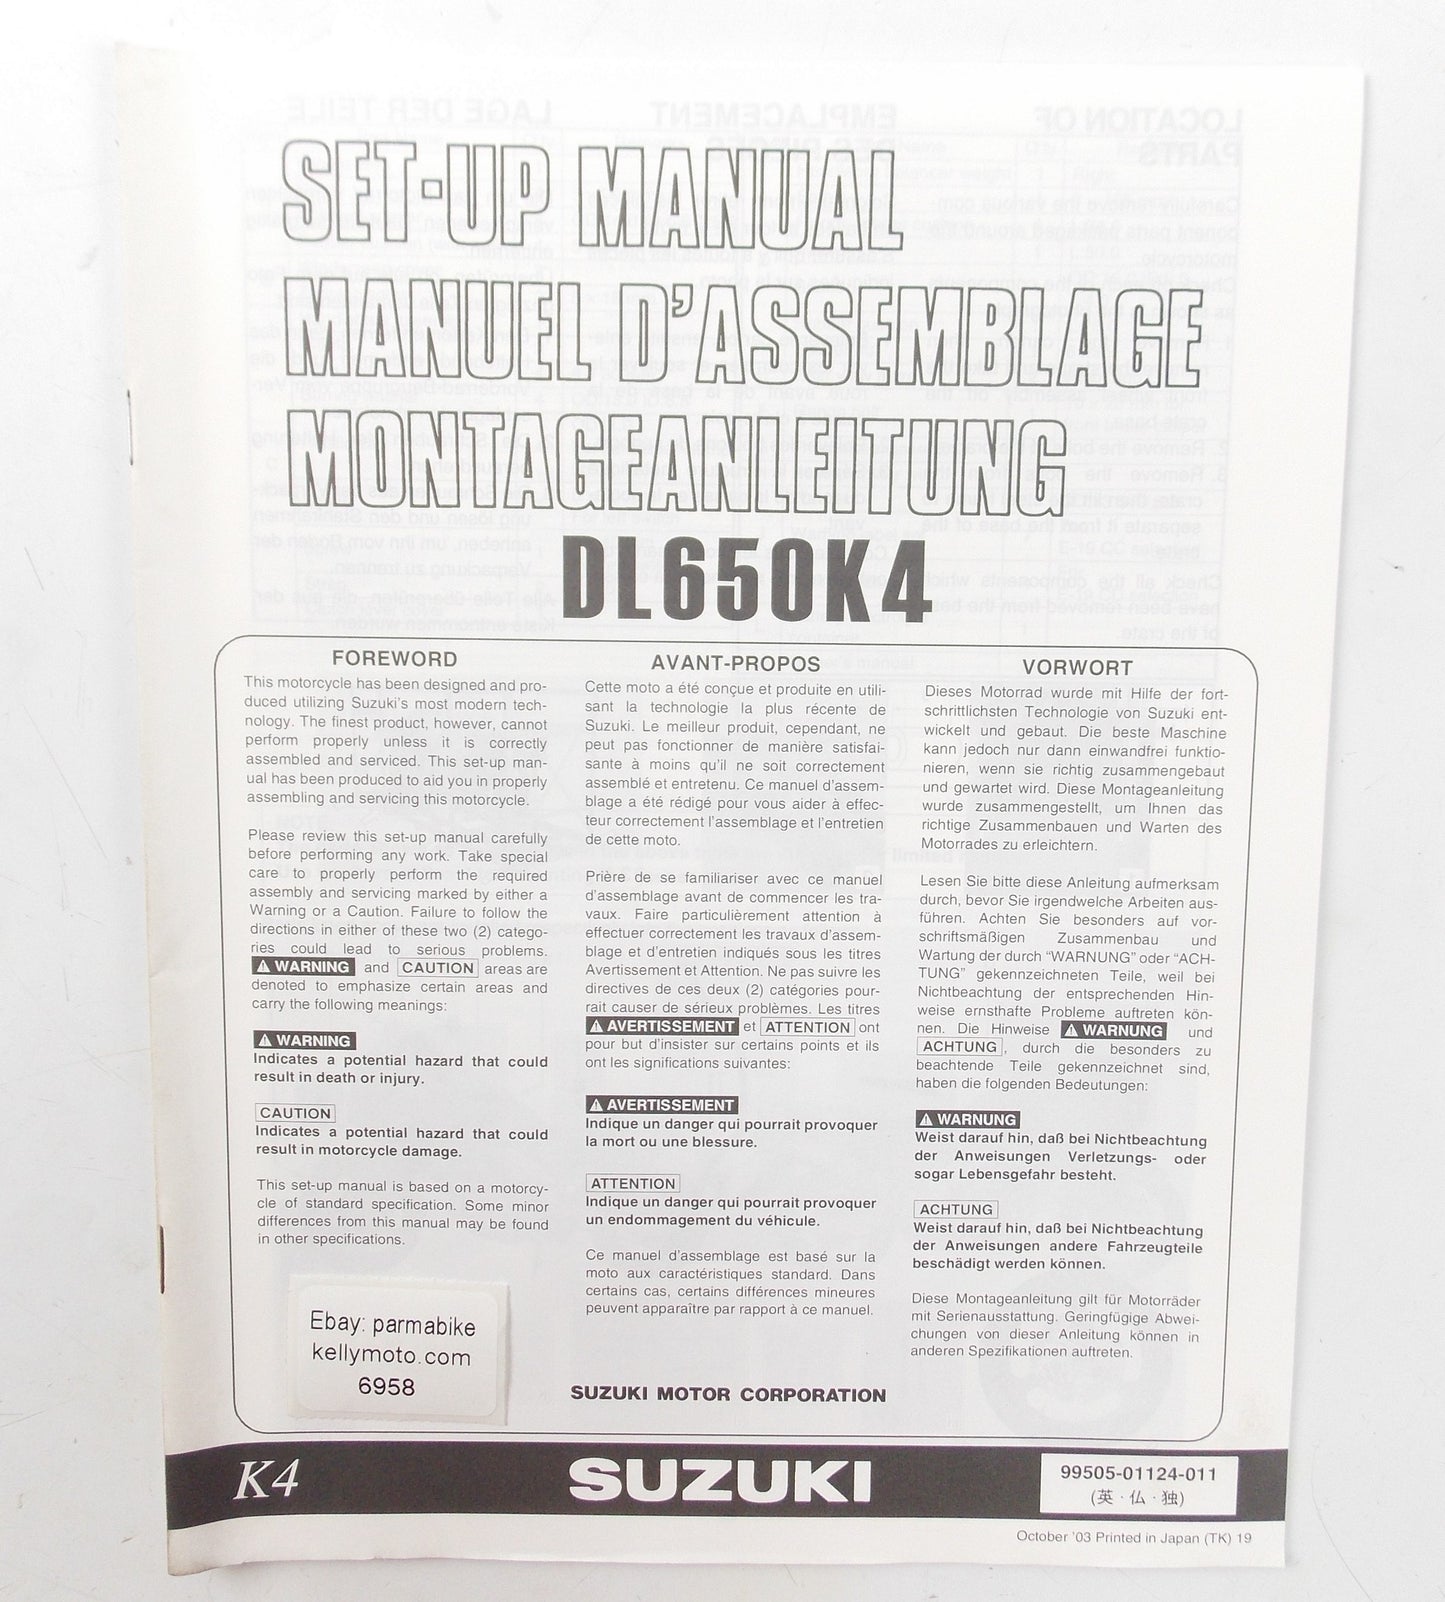 SET-UP MANUAL
MANUEL D'ASSEMBLAGE
MONTAGEANLEITUNG
DL650K4
FOREWORD
This motorcycle has been designed and pro-
duced utilizing Suzuki's most modern tech-
nology. The finest product, however, cannot
perform properly unless it is correctly
assembled and serviced. This set-up man-
ual has been produced to aid you in properly
assembling and servicing this motorcycle.
Please review this set-up manual carefully
before performing any work. Take special
care to properly perform the required
assembly and servicing marked by either a
Warning or a Caution. Failure to follow the
directions in either of these two (2) catego-
ries could lead to serious problems.
⚠ WARNING and CAUTION areas are
denoted to emphasize certain areas and
carry the following meanings:
⚠ WARNING
Indicates a potential hazard that could
result in death or injury.
CAUTION
Indicates a potential hazard that could
result in motorcycle damage.
This set-up manual is based on a motorcy-
cle of standard specification. Some minor
differences from this manual may be found
in other specifications.
AVANT-PROPOS
Cette moto a été conçue et produite en utili-
sant la technologie la plus récente de
Suzuki. Le meilleur produit, cependant, ne
peut pas fonctionner de manière satisfai-
sante à moins qu'il ne soit correctement
assemblé et entretenu. Ce manuel d'assem-
blage a été rédigé pour vous aider à effec-
teur correctement l'assemblage et l'entretien
de cette moto.
Prière de se familiariser avec ce manuel
d'assemblage avant de commencer les tra-
vaux. Faire particulièrement attention à
effectuer correctement les travaux d'assem-
blage et d'entretien indiqués sous les titres
Avertissement et Attention. Ne pas suivre les
directives de ces deux (2) catégories pour-
rait causer de sérieux problèmes. Les titres
⚠ AVERTISSEMENT et ATTENTION ont
pour but d'insister sur certains points et ils
ont les significations suivantes:
⚠ AVERTISSEMENT
Indique un danger qui pourrait provoquer
la mort ou une blessure.
ATTENTION
Indique un danger qui pourrait provoquer
un endommagement du véhicule.
Ce manuel d'assemblage est basé sur la
moto aux caractéristiques standard. Dans
certains cas, certains différences mineures
peuvent apparaître par rapport à ce manuel.
VORWORT
Dieses Motorrad wurde mit Hilfe der fort-
schrittlichsten Technologie von Suzuki ent-
wickelt und gebaut. Die beste Maschine
kann jedoch nur dann einwandfrei funktio-
nieren, wenn sie richtig zusammengebaut
und gewartet wird. Diese Montageanleitung
wurde zusammengestellt, um Ihnen das
richtige Zusammenbauen und Warten des
Motorrades zu erleichtern.
Lesen Sie bitte diese Anleitung aufmerksam
durch, bevor Sie irgendwelche Arbeiten aus-
führen. Achten Sie besonders auf vor-
schriftsmäßigen Zusammenbau und
Wartung der durch "WARNUNG" oder "ACH-
TUNG" gekennzeichneten Teile, weil bei
Nichtbeachtung der entsprechenden Hin-
weise ernsthafte Probleme auftreten kön-
nen. Die Hinweise ⚠ WARNUNG und
ACHTUNG, durch die besonders zu
beachtende Teile gekennzeichnet sind,
haben die folgenden Bedeutungen:
⚠ WARNUNG
Weist darauf hin, daß bei Nichtbeachtung
der Anweisungen Verletzungs- oder
sogar Lebensgefahr besteht.
ACHTUNG
Weist darauf hin, daß bei Nichtbeachtung
der Anweisungen andere Fahrzeugteile
beschädigt werden können.
Diese Montageanleitung gilt für Motorräder
mit Serienausstattung. Geringfügige Abwei-
chungen von dieser Anleitung können in
anderen Spezifikationen auftreten.
Ebay: parmabike
kellymoto.com
6958
SUZUKI MOTOR CORPORATION
K4
SUZUKI
99505-01124-011
(英・仏・独)
October '03 Printed in Japan (TK) 19